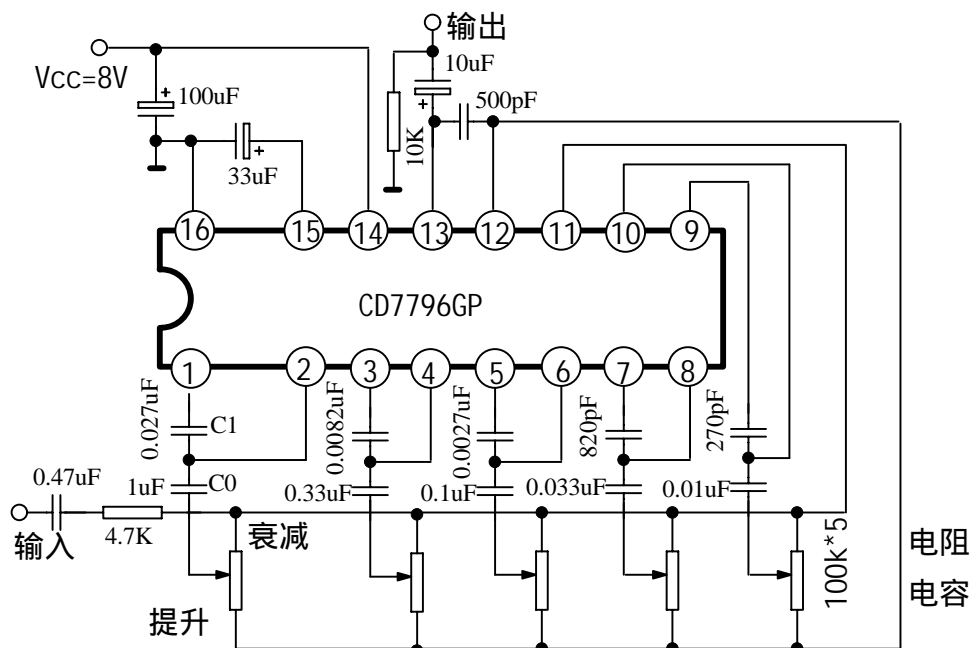 输出
Vcc=8V
10uF
100uF
500pF
10K
33uF
16
15
14
13
12
11
10
9
CD7796GP
1
2
3
4
5
6
7
8
0.027uF
C1
0.0082uF
0.0027uF
820pF
270pF
0.47uF
1uF
C0
0.33uF
0.1uF
0.033uF
0.01uF
输入
4.7K
衰减
100k*5
电阻
提升
电容